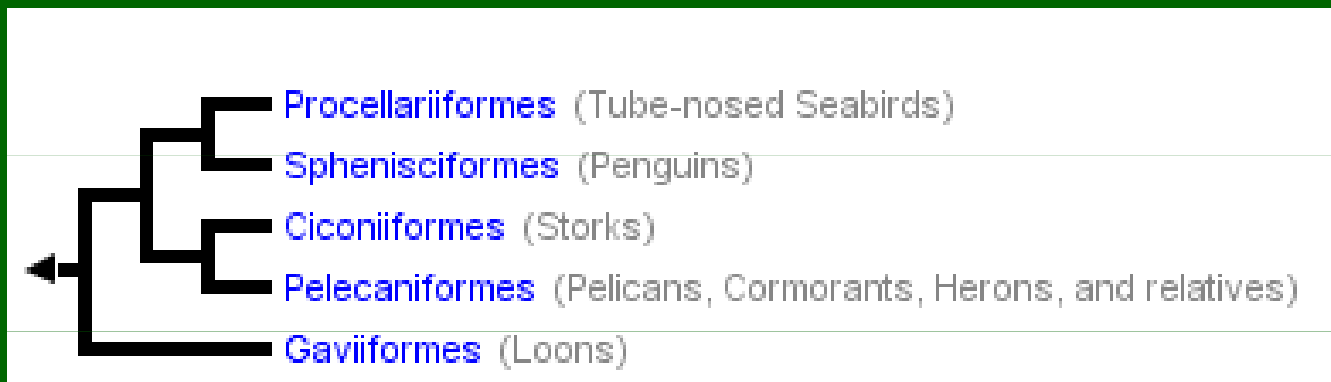 Procellariiformes (Tube-nosed Seabirds)
Sphenisciformes (Penguins)
Ciconiiformes (Storks)
Pelecaniformes (Pelicans, Cormorants, Herons, and relatives)
Gaviiformes (Loons)